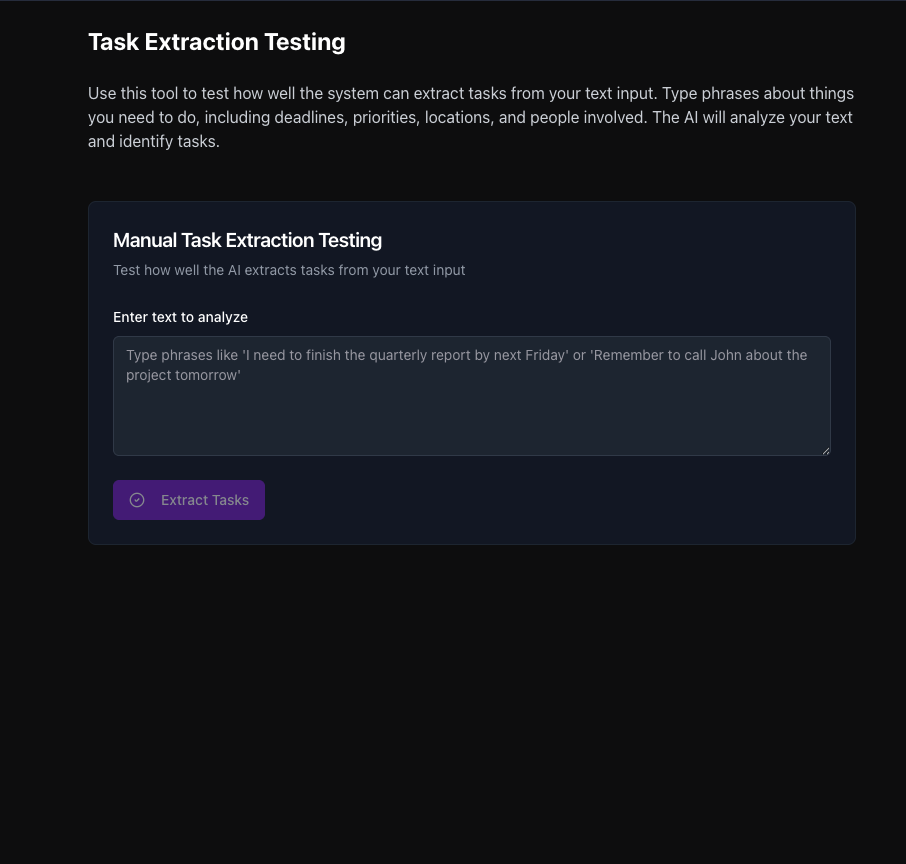 Task Extraction Testing
Use this tool to test how well the system can extract tasks from your text input. Type phrases about things
you need to do, including deadlines, priorities, locations, and people involved. The AI will analyze your text
and identify tasks.
Manual Task Extraction Testing
Test how well the AI extracts tasks from your text input
Enter text to analyze
Type phrases like 'I need to finish the quarterly report by next Friday' or 'Remember to call John about the
project tomorrow'
Extract Tasks